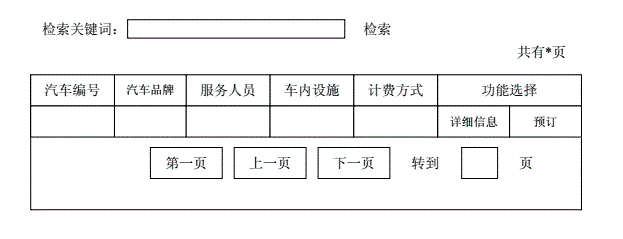 检索关键词： 检索
共有*页
汽车编号 汽车品牌 服务人员 车内设施 计费方式 功能选择
详细信息 预订
第一页 上一页 下一页 转到 页